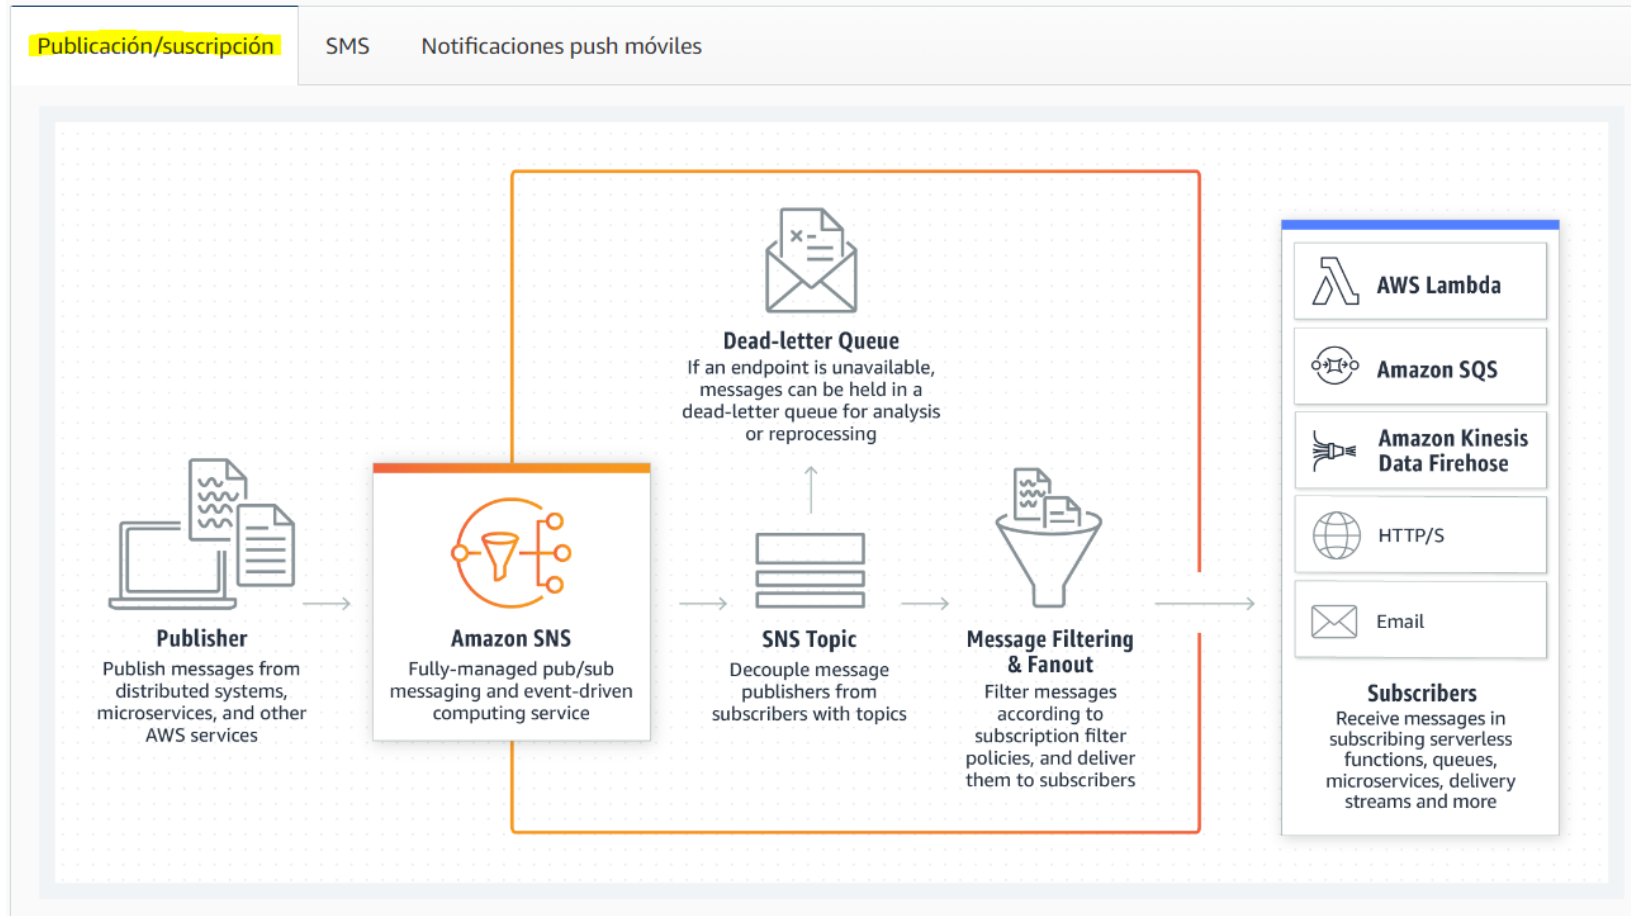 Publicación/suscripción
SMS
Notificaciones push móviles
Dead-letter Queue
If an endpoint is unavailable,
messages can be held in a
dead-letter queue for analysis
or reprocessing
Publisher
Publish messages from
distributed systems,
microservices, and other
AWS services
Amazon SNS
Fully-managed pub/sub
messaging and event-driven
computing service
SNS Topic
Decouple message
publishers from
subscribers with topics
Message Filtering
& Fanout
Filter messages
according to
subscription filter
policies, and deliver
them to subscribers
AWS Lambda
Amazon SQS
Amazon Kinesis
Data Firehose
HTTP/S
Email
Subscribers
Receive messages in
subscribing serverless
functions, queues,
microservices, delivery
streams and more